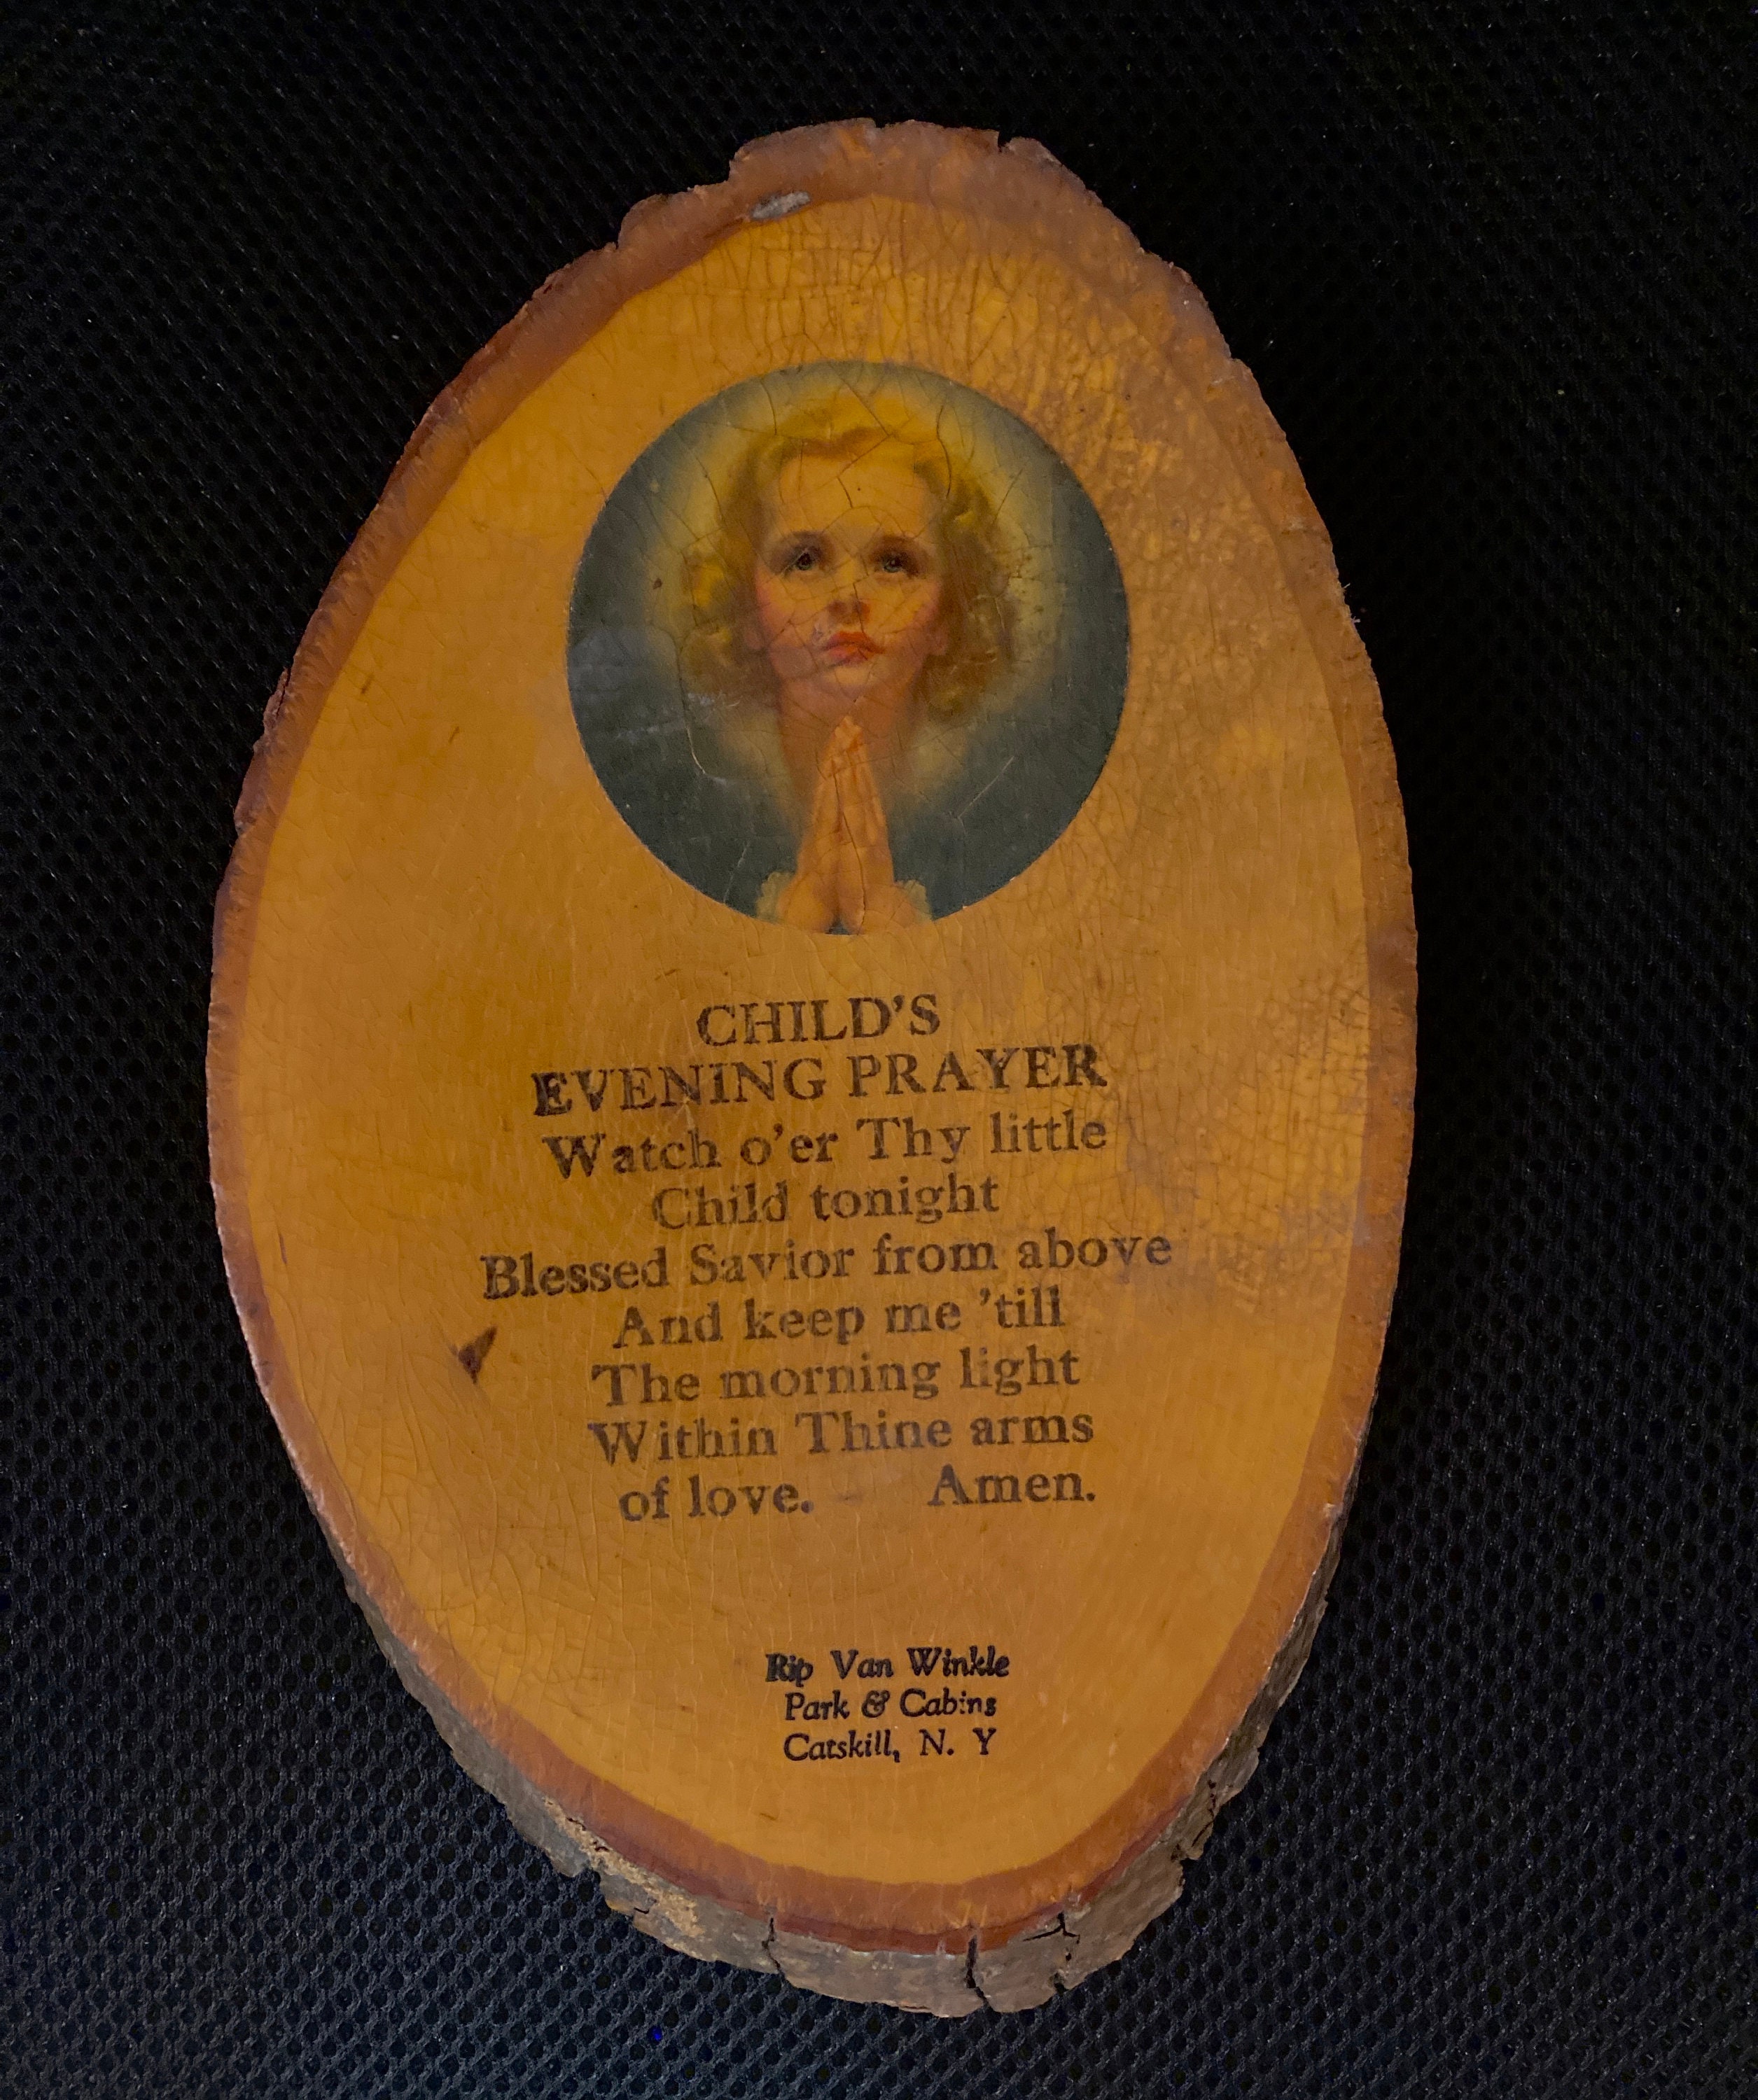 CHILD'S
EVENING PRAYER
Watch o'er Thy little
Child tonight
Blessed Savior from above
And keep me 'till
The morning light
Within Thine arms
of love. Amen.
Rip Van Winkle
Park & Cabins
Catskill, N. Y